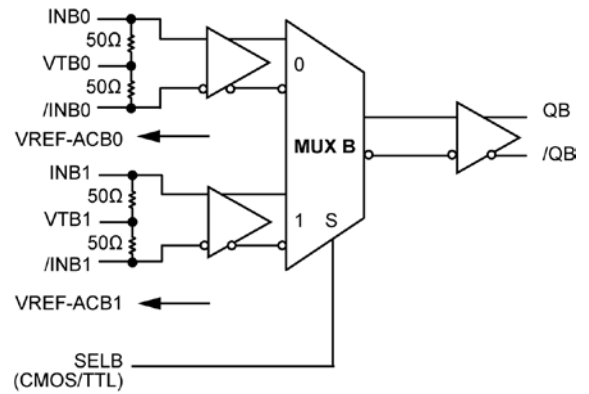 INB0
50Ω
VTB0
50Ω
/INB0
VREF-ACB0
0
MUX B
QB
/QB
INB1
50Ω
VTB1
50Ω
/INB1
1 S
VREF-ACB1
SELB
(CMOS/TTL)